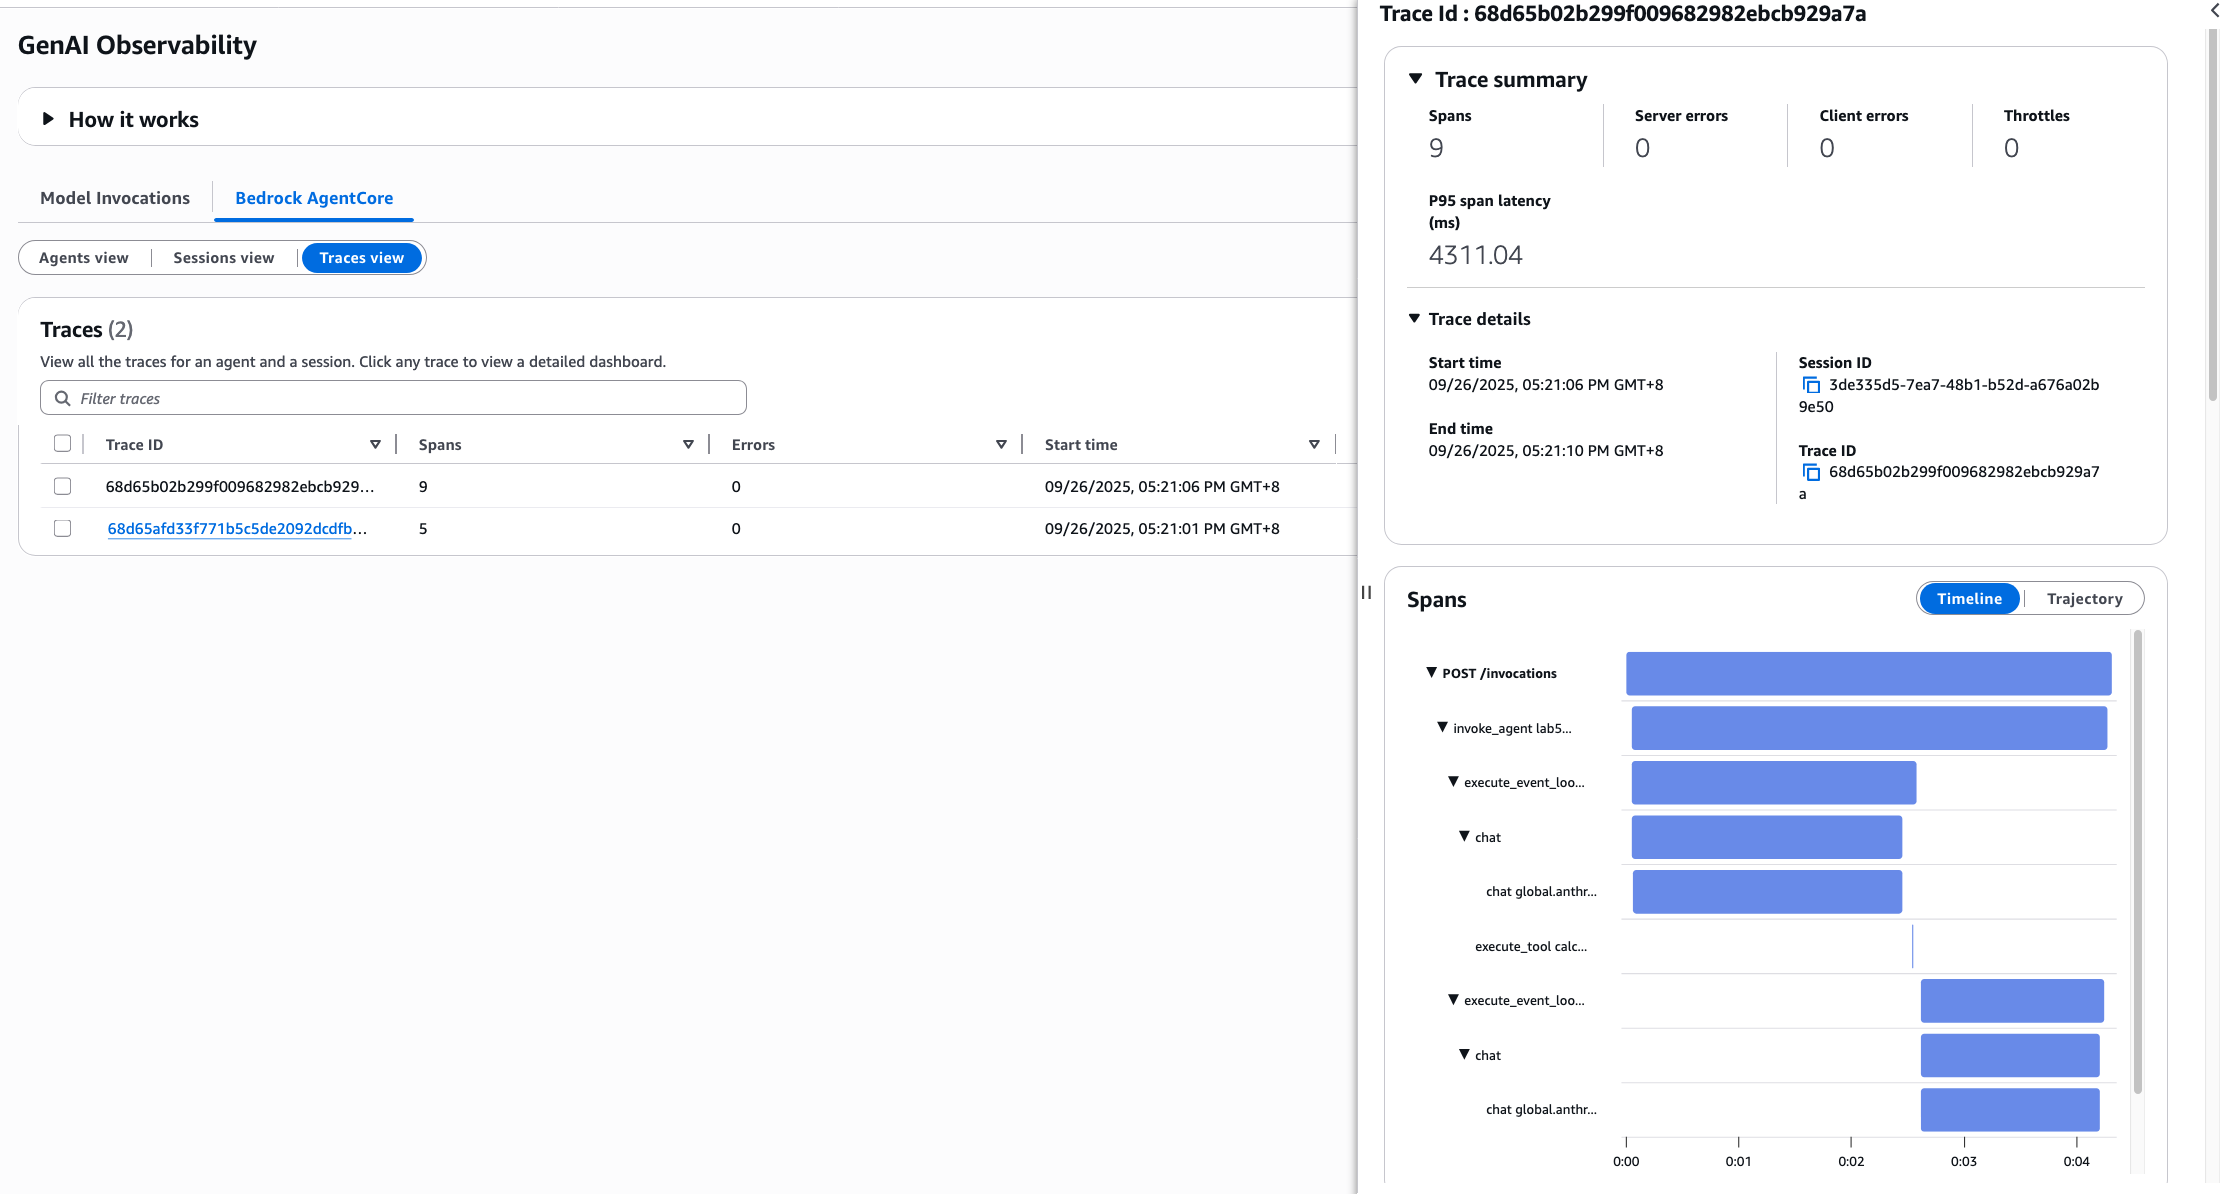 GenAI Observability
How it works
Model Invocations
Bedrock AgentCore
Agents view
Sessions view
Traces view
Traces (2)
View all the traces for an agent and a session. Click any trace to view a detailed dashboard.
Filter traces
Trace ID Spans Errors Start time
68d65b02b299f009682982ebcb929... 9 0 09/26/2025, 05:21:06 PM GMT+8
68d65afd33f771b5c5de2092dcdfb... 5 0 09/26/2025, 05:21:01 PM GMT+8
Trace Id : 68d65b02b299f009682982ebcb929a7a
Trace summary
Spans
9
Server errors
0
Client errors
0
Throttles
0
P95 span latency
(ms)
4311.04
Trace details
Start time
09/26/2025, 05:21:06 PM GMT+8
End time
09/26/2025, 05:21:10 PM GMT+8
Session ID
3de335d5-7ea7-48b1-b52d-a676a02b
9e50
Trace ID
68d65b02b299f009682982ebcb929a7
a
Spans
Timeline
Trajectory
POST /invocations
invoke_agent lab5...
execute_event_loo...
chat
chat global.anthr...
execute_tool calc...
execute_event_loo...
chat
chat global.anthr...
0:00 0:01 0:02 0:03 0:04